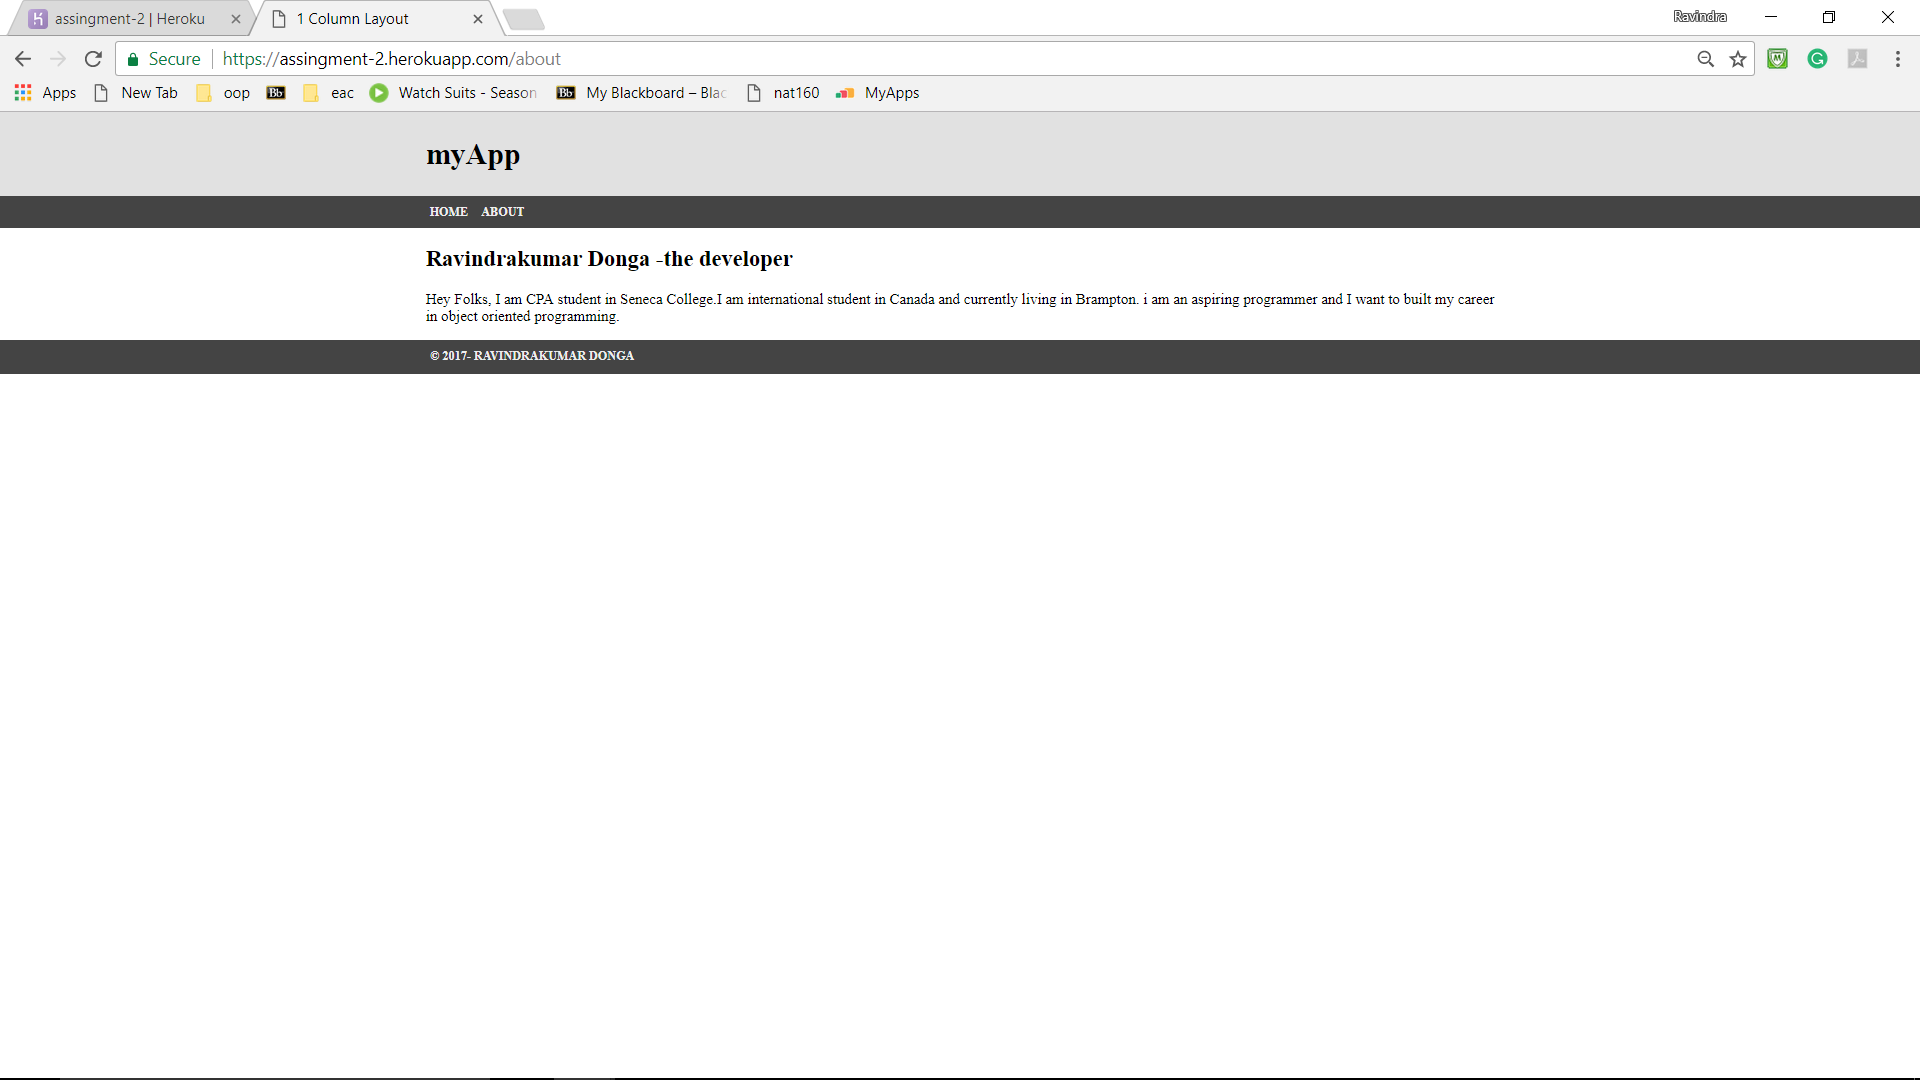 assingment-2 | Heroku
1 Column Layout
Ravindra
Secure
https://assingment-2.herokuapp.com/about
Apps
New Tab
oop
Bb
eac
Watch Suits - Season
Bb
My Blackboard – Blac
nat160
MyApps
myApp
HOME ABOUT
Ravindrakumar Donga -the developer
Hey Folks, I am CPA student in Seneca College.I am international student in Canada and currently living in Brampton. i am an aspiring programmer and I want to built my career
in object oriented programming.
© 2017- RAVINDRAKUMAR DONGA